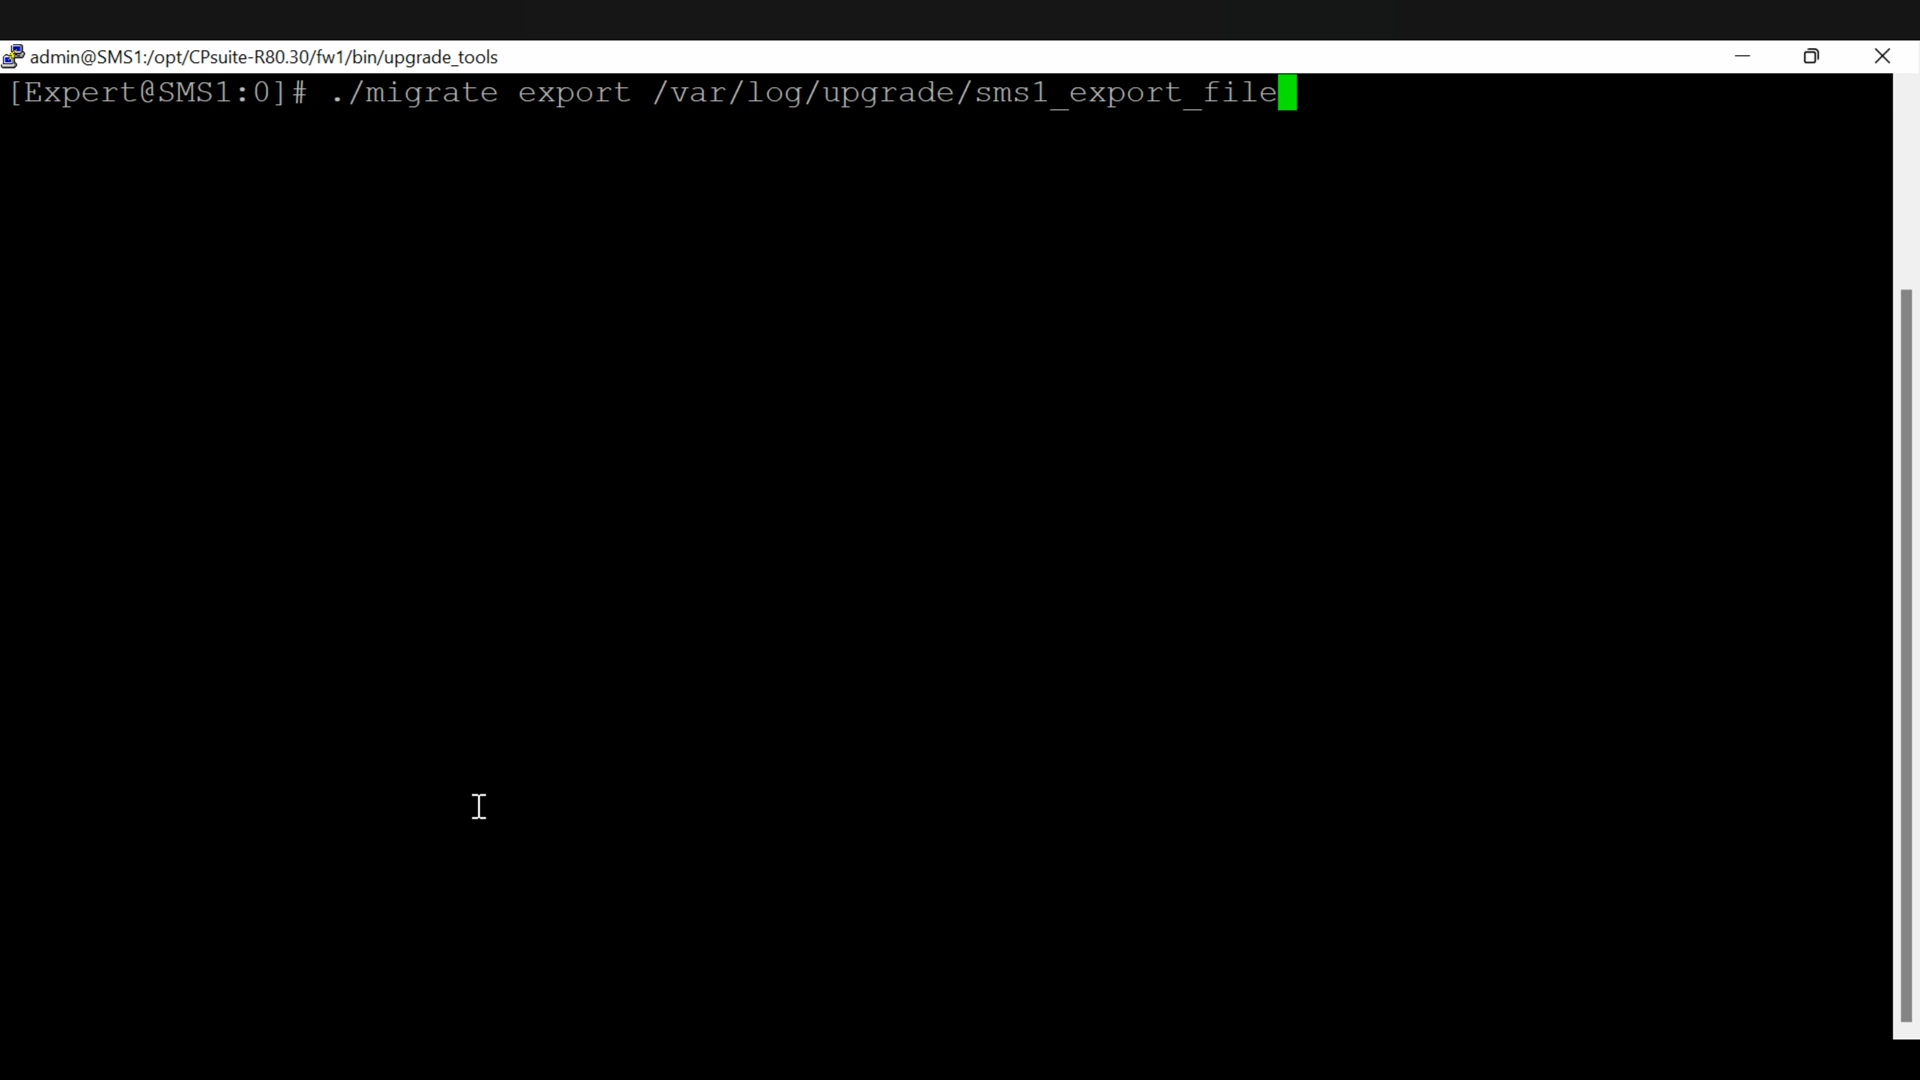 admin@SMS1:/opt/CPsuite-R80.30/fw1/bin/upgrade_tools
[Expert@SMS1:0]# ./migrate export /var/log/upgrade/sms1_export_file